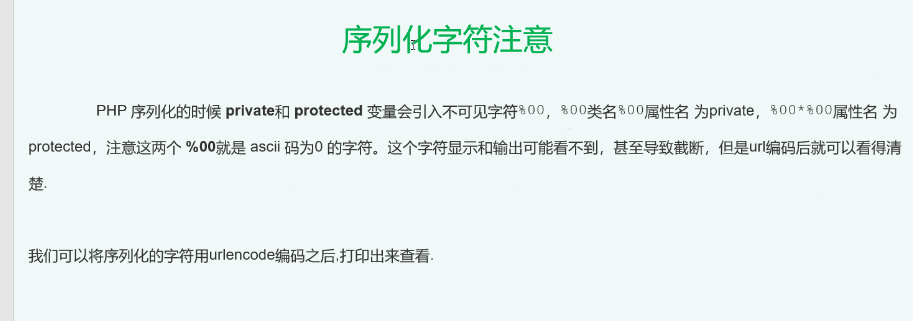 序列化字符注意
PHP 序列化的时候 private和 protected 变量会引入不可见字符%00，%00类名%00属性名 为private，%00*%00属性名 为
protected，注意这两个 %00就是 ascii 码为0 的字符。这个字符显示和输出可能看不到，甚至导致截断，但是url编码后就可以看得清
楚.
我们可以将序列化的字符用urlencode编码之后,打印出来查看.